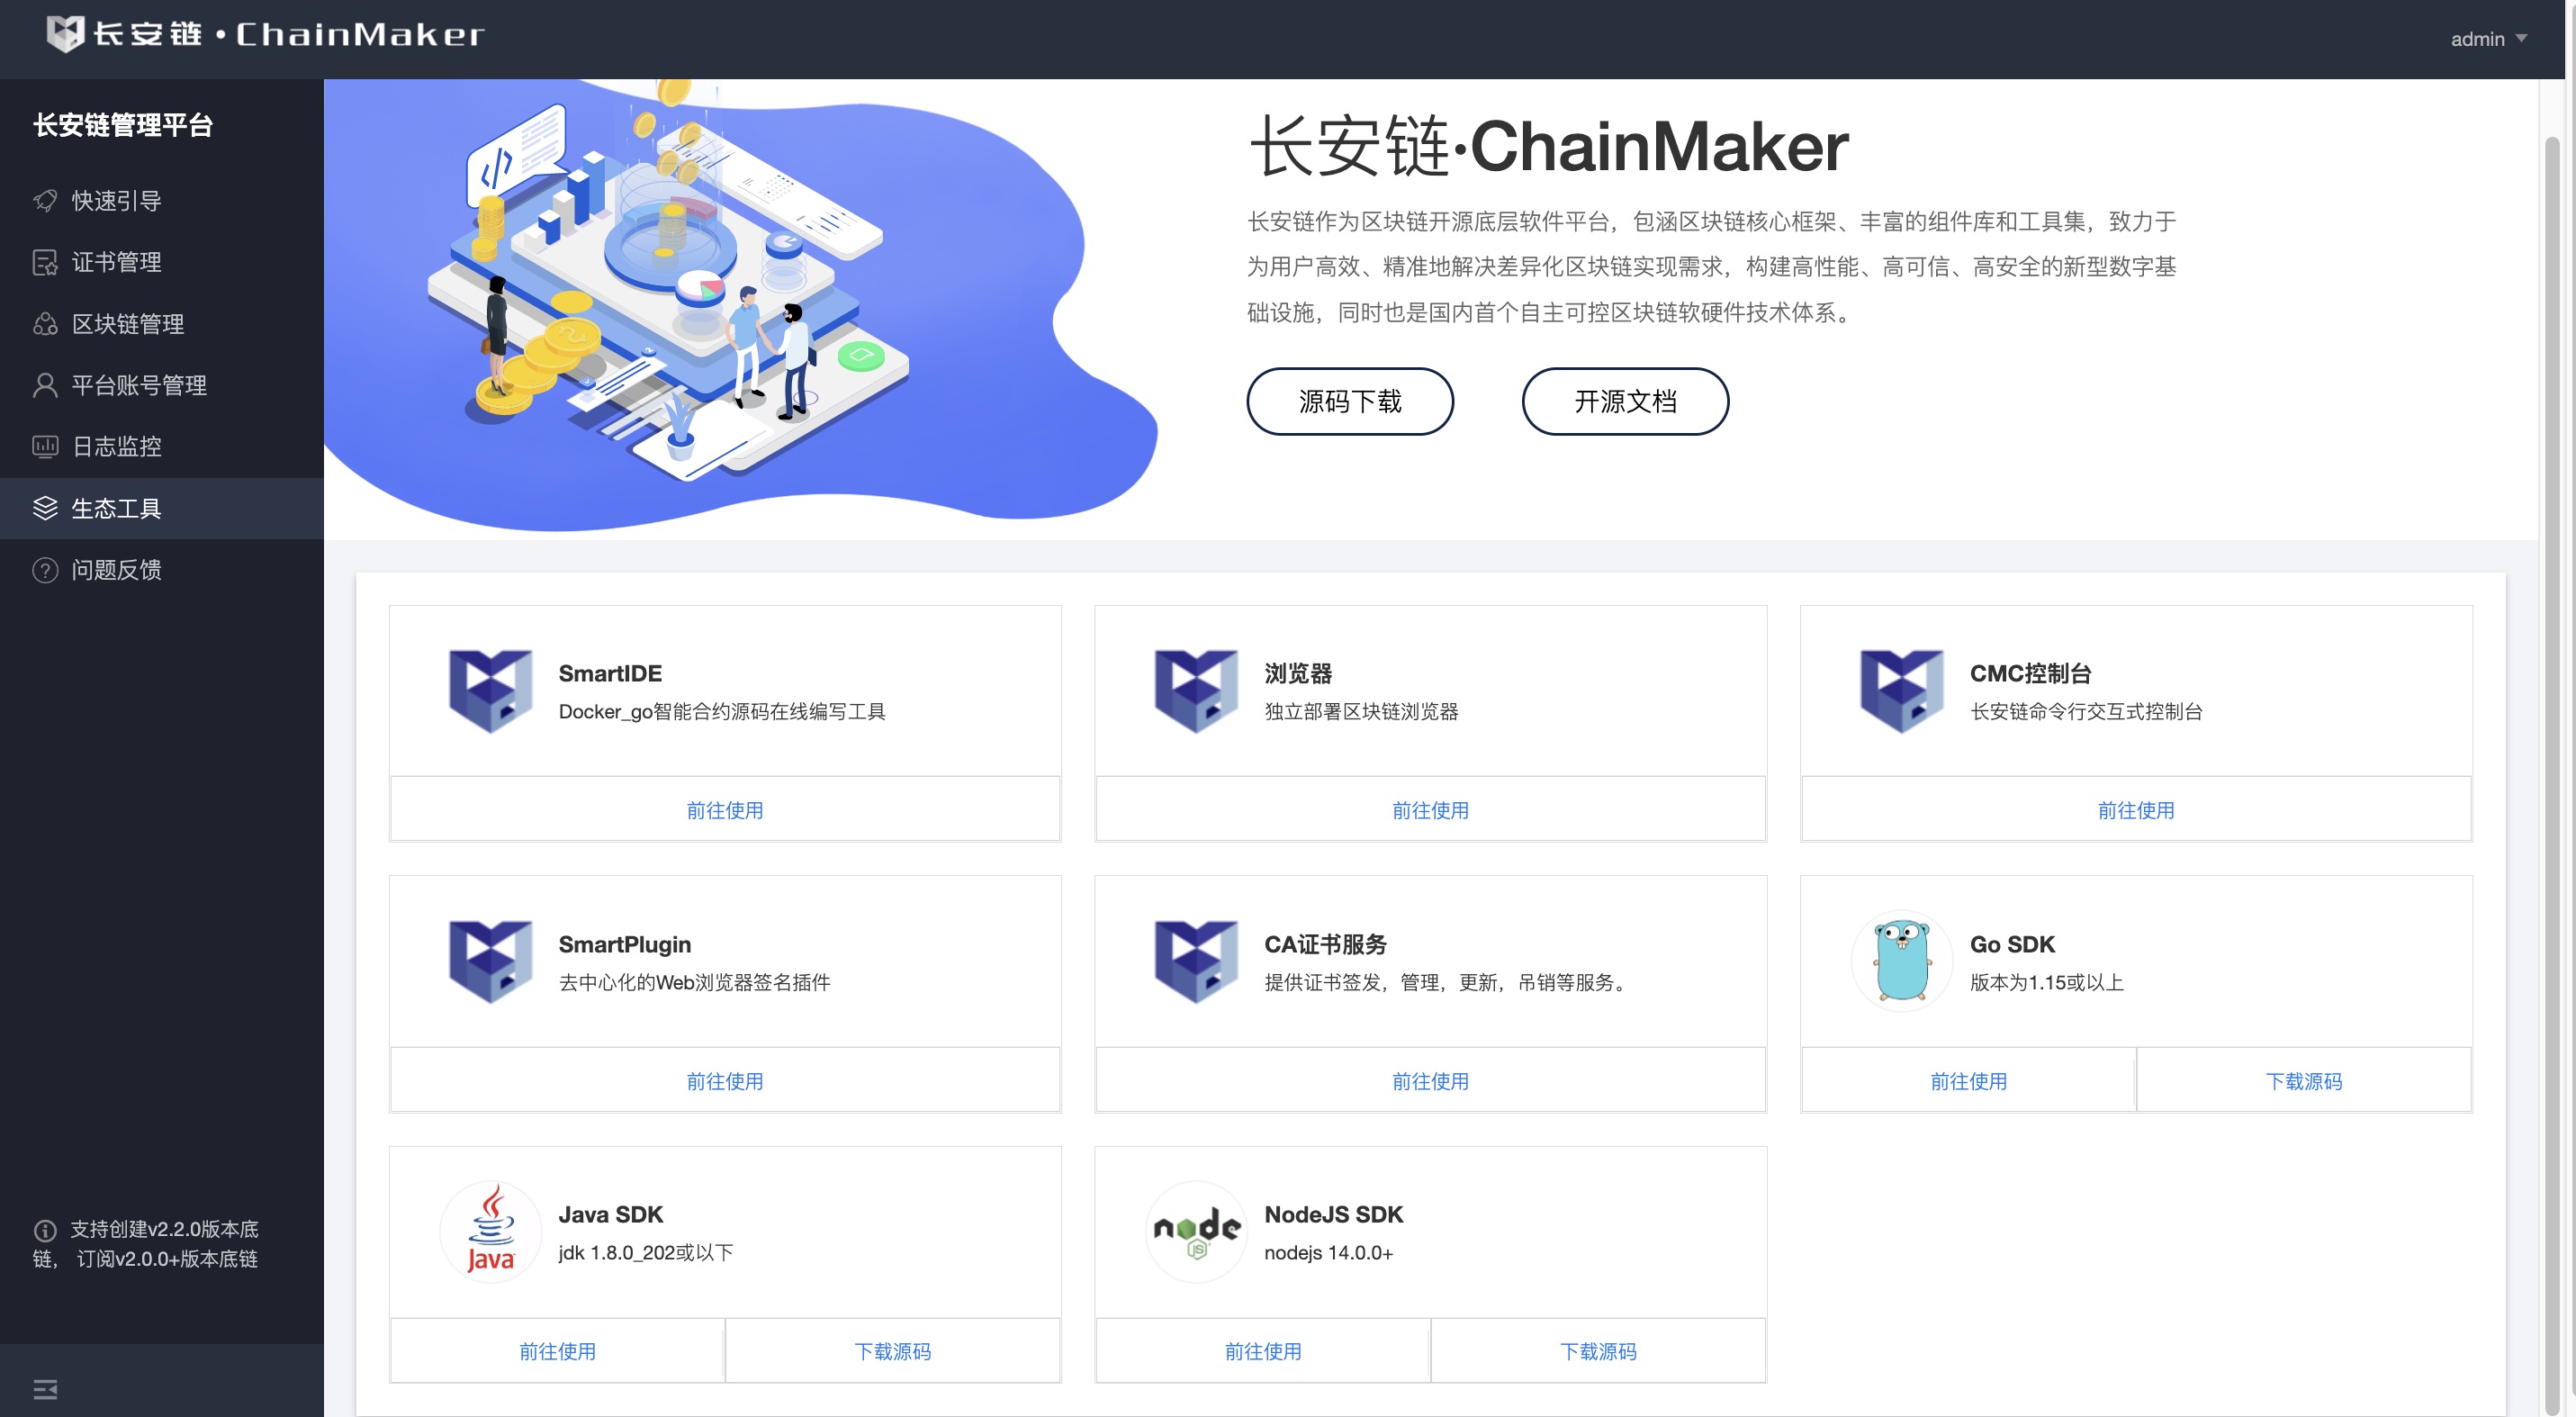 长安链·ChainMaker
admin
长安链管理平台
快速引导
证书管理
区块链管理
平台账号管理
日志监控
生态工具
问题反馈
支持创建v2.2.0版本底
链， 订阅v2.0.0+版本底链
长安链·ChainMaker
长安链作为区块链开源底层软件平台，包涵区块链核心框架、丰富的组件库和工具集，致力于
为用户高效、精准地解决差异化区块链实现需求，构建高性能、高可信、高安全的新型数字基
础设施，同时也是国内首个自主可控区块链软硬件技术体系。
源码下载
开源文档
SmartIDE
Docker_go智能合约源码在线编写工具
前往使用
浏览器
独立部署区块链浏览器
前往使用
CMC控制台
长安链命令行交互式控制台
前往使用
SmartPlugin
去中心化的Web浏览器签名插件
前往使用
CA证书服务
提供证书签发，管理，更新，吊销等服务。
前往使用
Go SDK
版本为1.15或以上
前往使用
下载源码
Java
Java SDK
jdk 1.8.0_202或以下
前往使用
下载源码
node
JS
NodeJS SDK
nodejs 14.0.0+
前往使用
下载源码